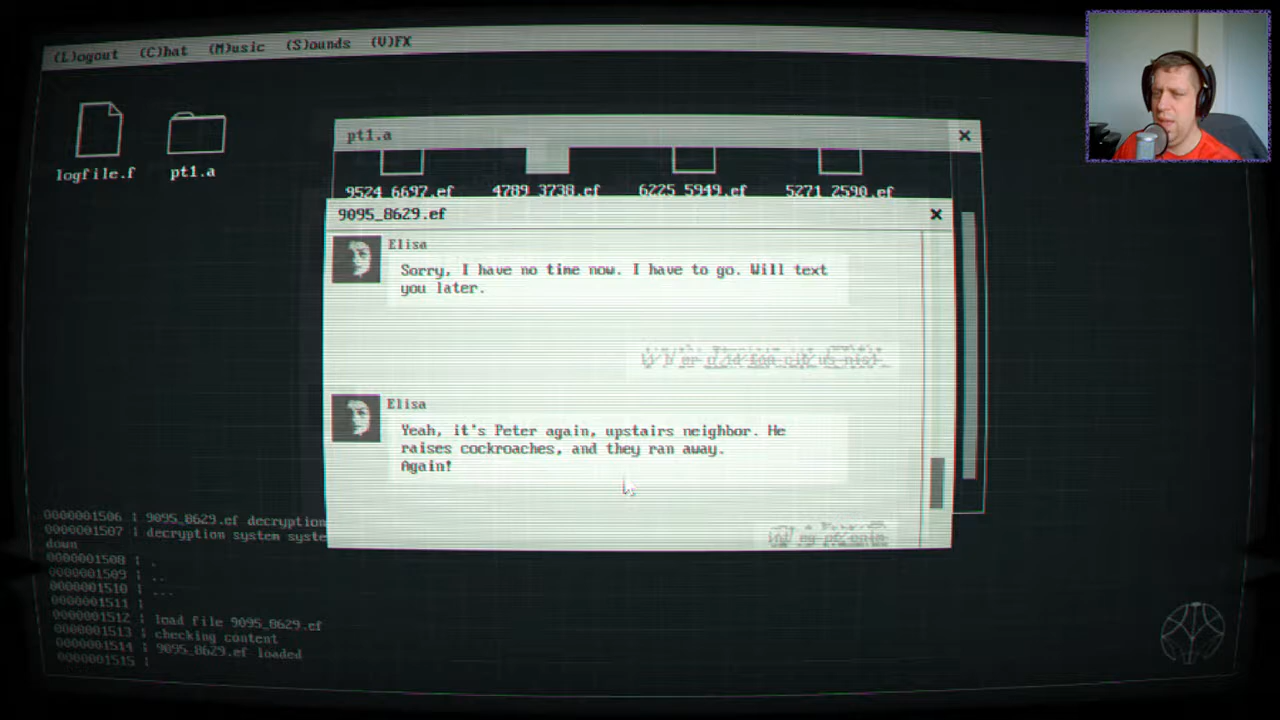 (L)ogout (C)hat (M)usic (S)ounds (V)FX
logfile.f
pt1.a
pt1.a
9524_6697.ef 4789_3738.ef 6225_5949.ef 5271_2590.ef
9095_8629.ef
Elisa
Sorry, I have no time now. I have to go. Will text
you later.
Elisa
Yeah, it's Peter again, upstairs neighbor. He
raises cockroaches, and they ran away.
Again!
0000001506 | 9095_8629.ef decryption
0000001507 | decryption system syste
down
0000001508 | .
0000001509 | ..
0000001510 | ...
0000001511 |
0000001512 | load file 9095_8629.ef
0000001513 | checking content
0000001514 | 9095_8629.ef loaded
0000001515 |